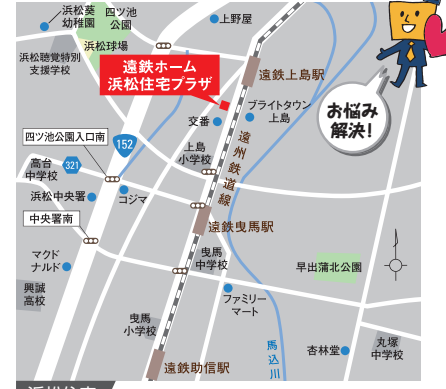 浜松葵
幼稚園
四ツ池
公園
上野屋
浜松球場
浜松聴覚特別
支援学校
遠鉄ホーム
浜松住宅プラザ
遠鉄上島駅
交番
ブライトタウン
上島
お悩み
解決!
四ツ池公園入口南
152
上島
小学校
遠州鉄道線
高台
中学校
321
浜松中央署
コジマ
中央署南
遠鉄曳馬駅
マクド
ナルド
曳馬
中学校
早出蒲北公園
興誠
高校
ファミリー
マート
曳馬
小学校
馬込川
杏林堂
丸塚
中学校
遠鉄助信駅